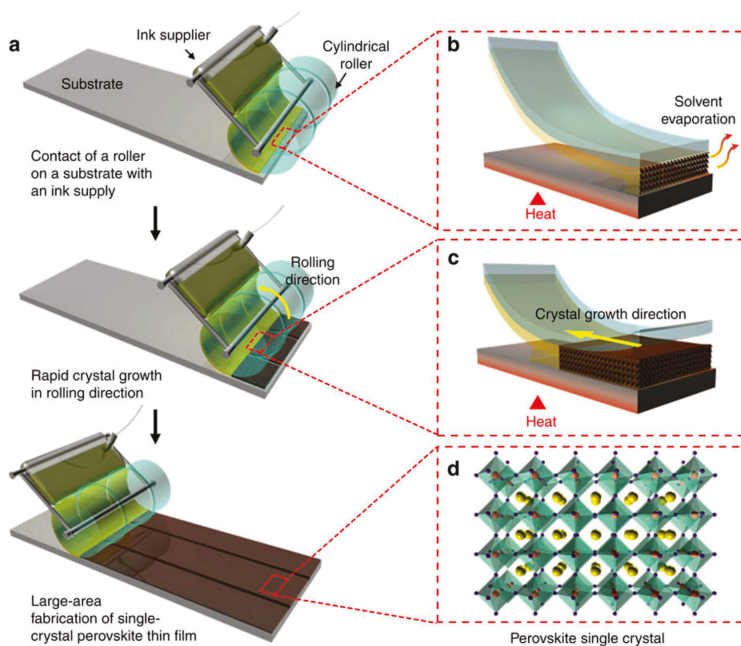 a
Ink supplier
Cylindrical
roller
Substrate
Contact of a roller
on a substrate with
an ink supply
Rolling
direction
Rapid crystal growth
in rolling direction
Large-area
fabrication of single-
crystal perovskite thin film
b
Solvent
evaporation
Heat
c
Crystal growth direction
Heat
d
Perovskite single crystal